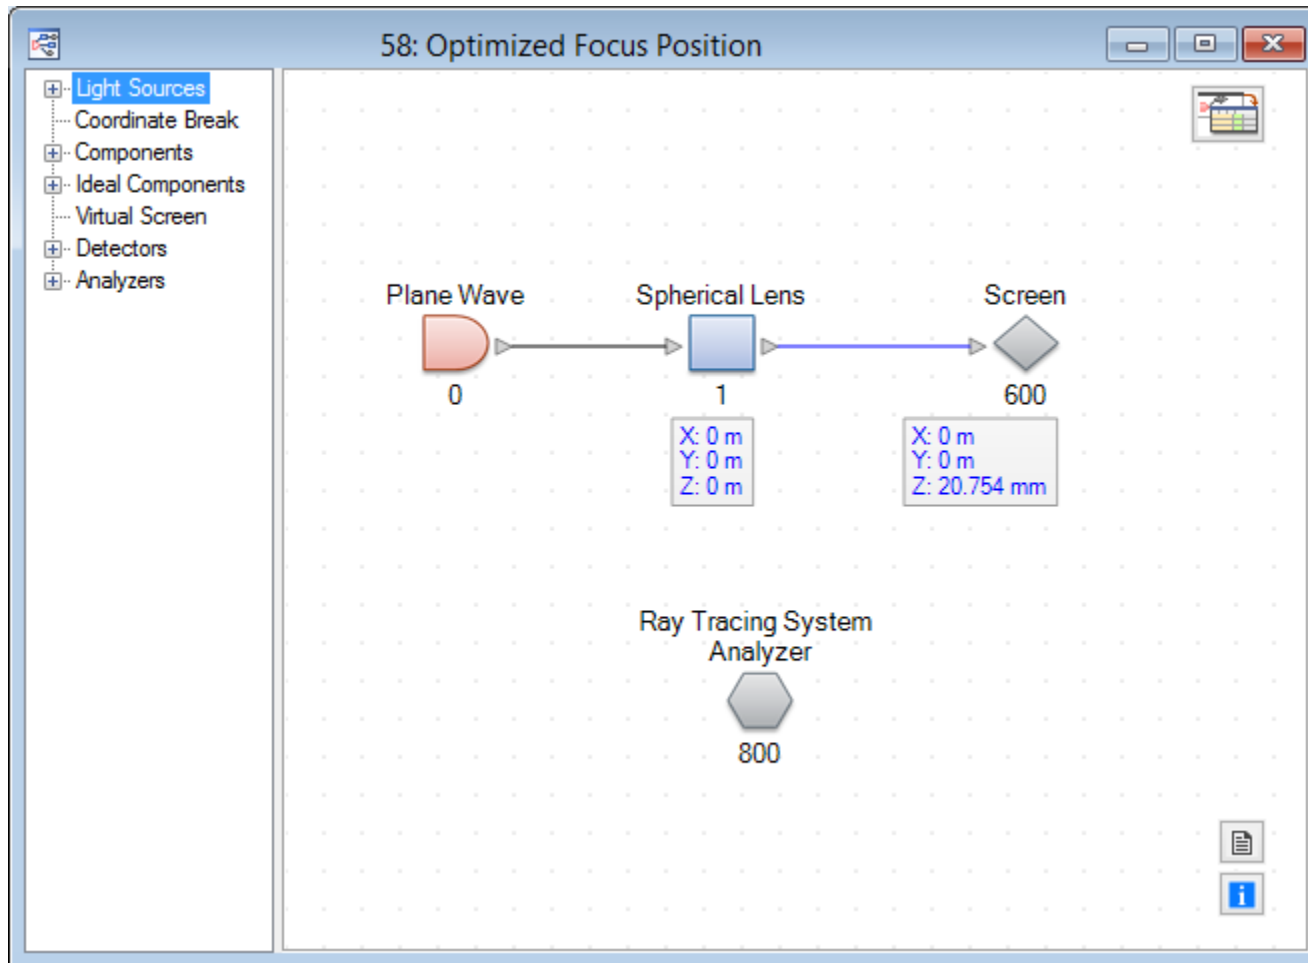 58: Optimized Focus Position
Light Sources
Coordinate Break
Components
Ideal Components
Virtual Screen
Detectors
Analyzers
Plane Wave
0
Spherical Lens
1
X: 0 m
Y: 0 m
Z: 0 m
Screen
600
X: 0 m
Y: 0 m
Z: 20.754 mm
Ray Tracing System
Analyzer
800